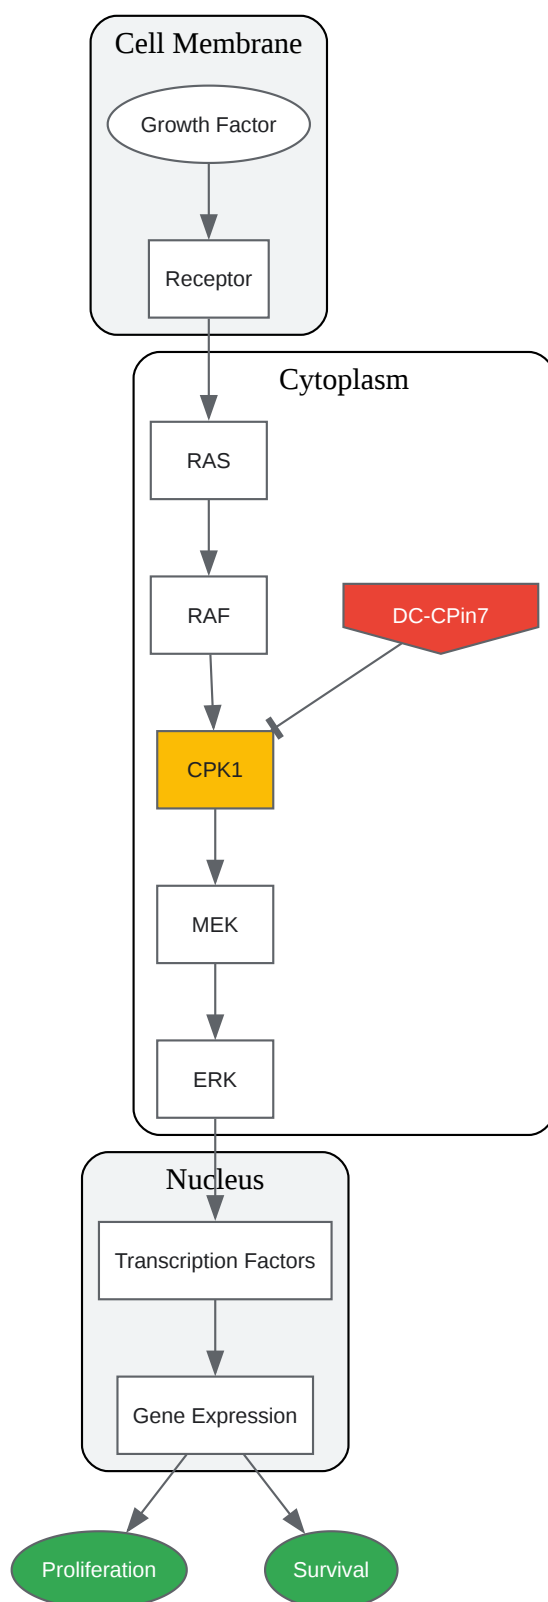 Cell Membrane
Growth Factor
Receptor
Cytoplasm
RAS
RAF
DC-CPin7
CPK1
MEK
ERK
Nucleus
Transcription Factors
Gene Expression
Proliferation
Survival